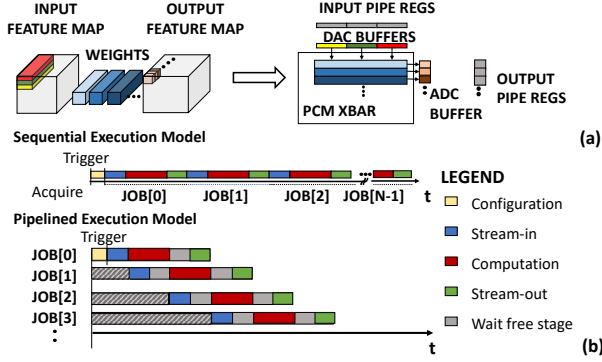 INPUT
FEATURE MAP
OUTPUT
FEATURE MAP
WEIGHTS
INPUT PIPE REGS
DAC BUFFERS
PCM XBAR
ADC
BUFFER
OUTPUT
PIPE REGS
(a)
Sequential Execution Model
Trigger
Acquire
JOB[0]
JOB[1]
JOB[2]
JOB[N-1]
t
Pipelined Execution Model
Trigger
JOB[0]
JOB[1]
JOB[2]
JOB[3]
t
LEGEND
Configuration
Stream-in
Computation
Stream-out
Wait free stage
(b)